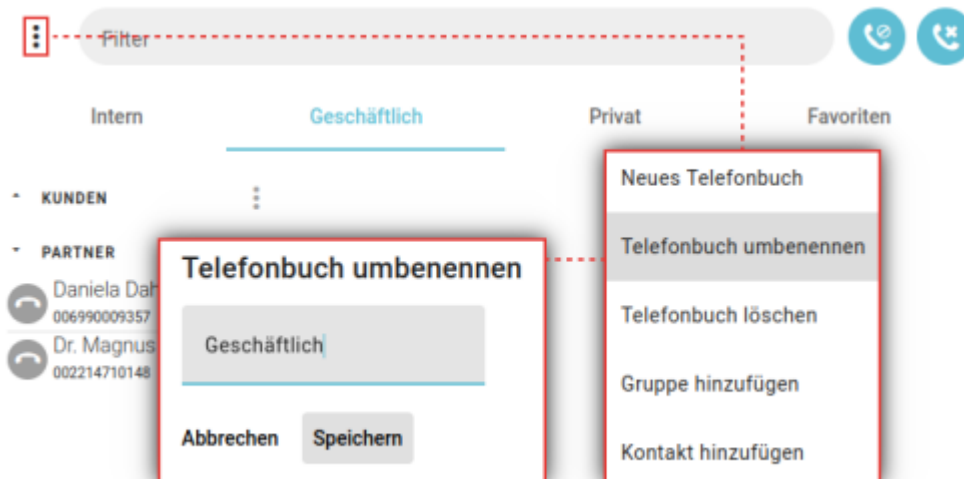 Filter
Intern
Geschäftlich
Privat
Favoriten
KUNDEN
PARTNER
Daniela
006990009357
Dr. Magnus
002214710148
Telefonbuch umbenennen
Geschäftlich
Abbrechen
Speichern
Neues Telefonbuch
Telefonbuch umbenennen
Telefonbuch löschen
Gruppe hinzufügen
Kontakt hinzufügen